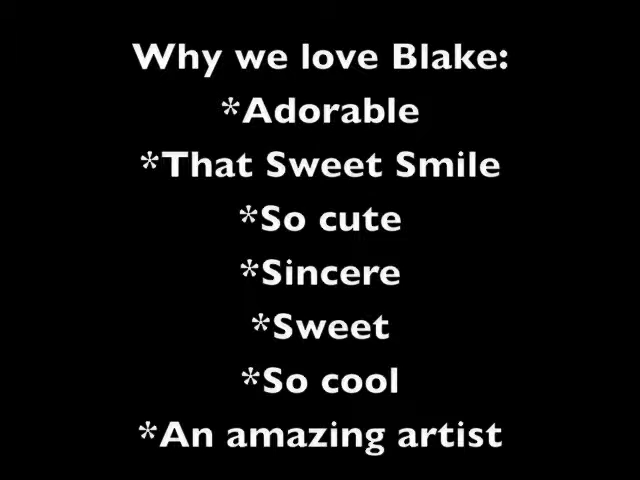 Why we love Blake:
*Adorable
*That Sweet Smile
*So cute
*Sincere
*Sweet
*So cool
*An amazing artist